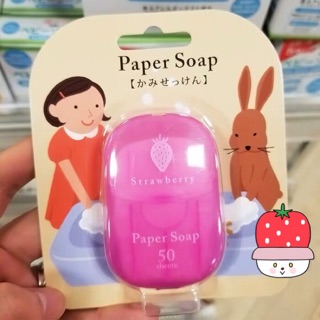 Paper Soap
【かみせっけん】
Strawberry
Paper Soap
50
sheets